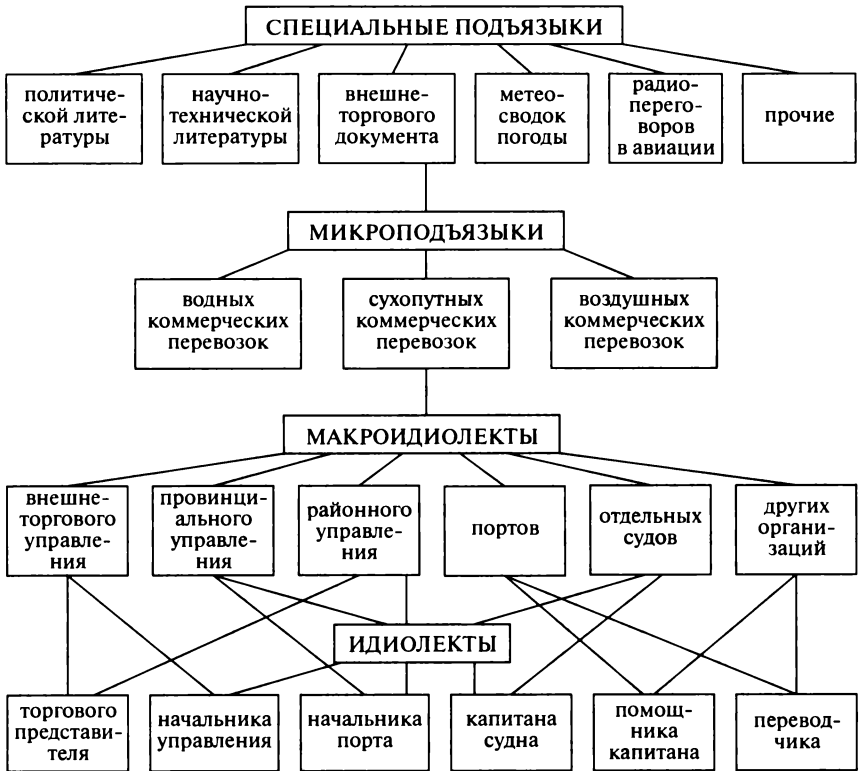 СПЕЦИАЛЬНЫЕ ПОДЪЯЗЫКИ
политиче-
ской лите-
ратуры
научно-
технической
литературы
внешне-
торгового
документа
метео-
сводок
погоды
радио-
перего-
воров
в авиации
прочие
МИКРОПОДЪЯЗЫКИ
водных
коммерческих
перевозок
сухопутных
коммерческих
перевозок
воздушных
коммерческих
перевозок
МАКРОИДИОЛЕКТЫ
внешне-
торгового
управле-
ния
провинци-
ального
управле-
ния
районного
управле-
ния
портов
отдельных
судов
других
органи-
заций
ИДИОЛЕКТЫ
торгового
представи-
теля
начальника
управления
начальника
порта
капитана
судна
помощ-
ника
капитана
перевод-
чика